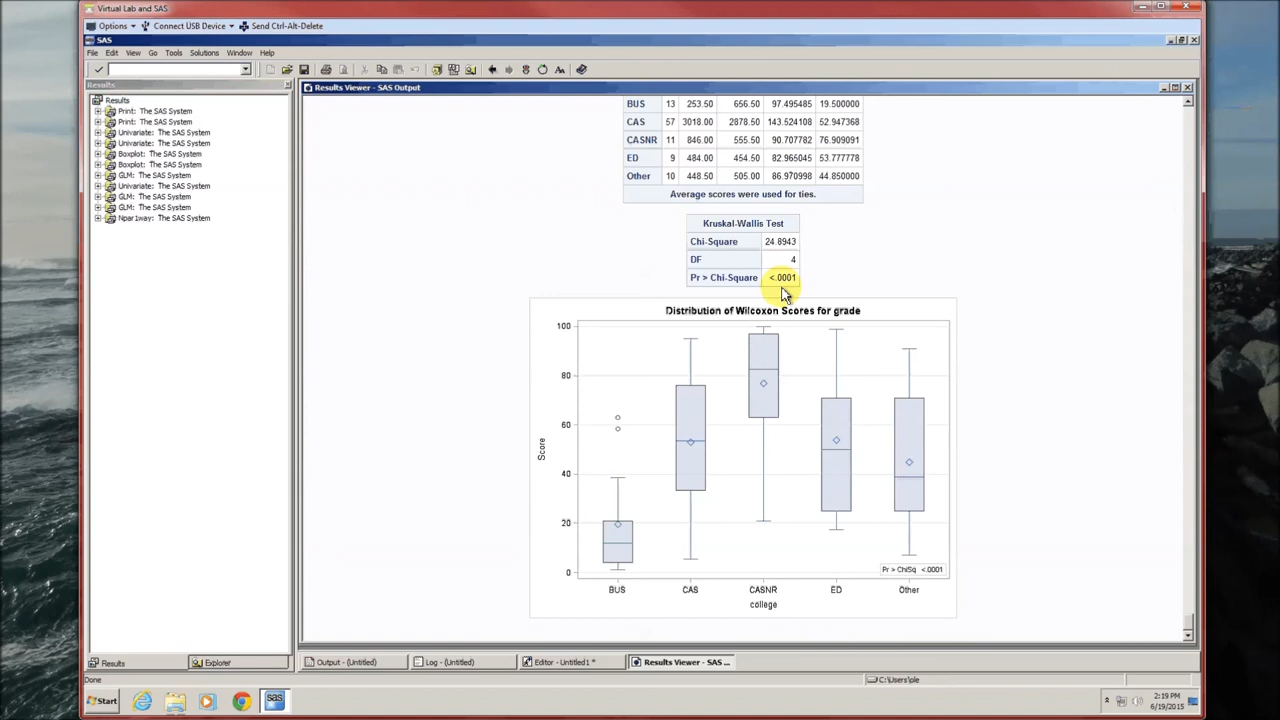 Virtual Lab and SAS
Options Connect USB Device Send Ctrl-Alt-Delete
SAS
File Edit View Go Tools Solutions Window Help
Results
Results Viewer - SAS Output
Results
Print: The SAS System
Print: The SAS System
Univariate: The SAS System
Univariate: The SAS System
Boxplot: The SAS System
Boxplot: The SAS System
GLM: The SAS System
Univariate: The SAS System
GLM: The SAS System
GLM: The SAS System
Npar1way: The SAS System
BUS 13 253.50 656.50 97.495485 19.500000
CAS 57 3018.00 2878.50 143.524108 52.947368
CASNR 11 846.00 555.50 90.707782 76.909091
ED 9 484.00 454.50 82.965045 53.777778
Other 10 448.50 505.00 86.970998 44.850000
Average scores were used for ties.
Kruskal-Wallis Test
Chi-Square 24.8943
DF 4
Pr > Chi-Square <.0001
Distribution of Wilcoxon Scores for grade
100
80
60
40
20
0
Score
Pr > ChiSq <.0001
BUS CAS CASNR ED Other
college
Results Explorer
Output - (Untitled) Log - (Untitled) Editor - Untitled1 * Results Viewer - SAS ...
Done
C:\Users\ple
Start
sas
2:19 PM
6/19/2015